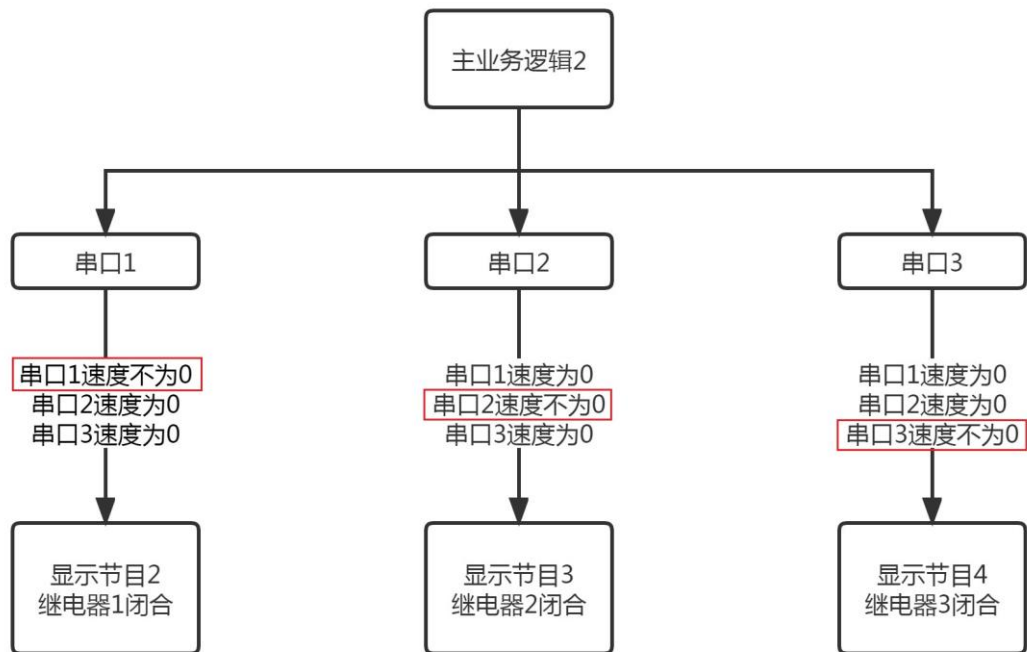 主业务逻辑2
串口1
串口2
串口3
串口1速度不为0
串口2速度为0
串口3速度为0
串口1速度为0
串口2速度不为0
串口3速度为0
串口1速度为0
串口2速度为0
串口3速度不为0
显示节目2
继电器1闭合
显示节目3
继电器2闭合
显示节目4
继电器3闭合